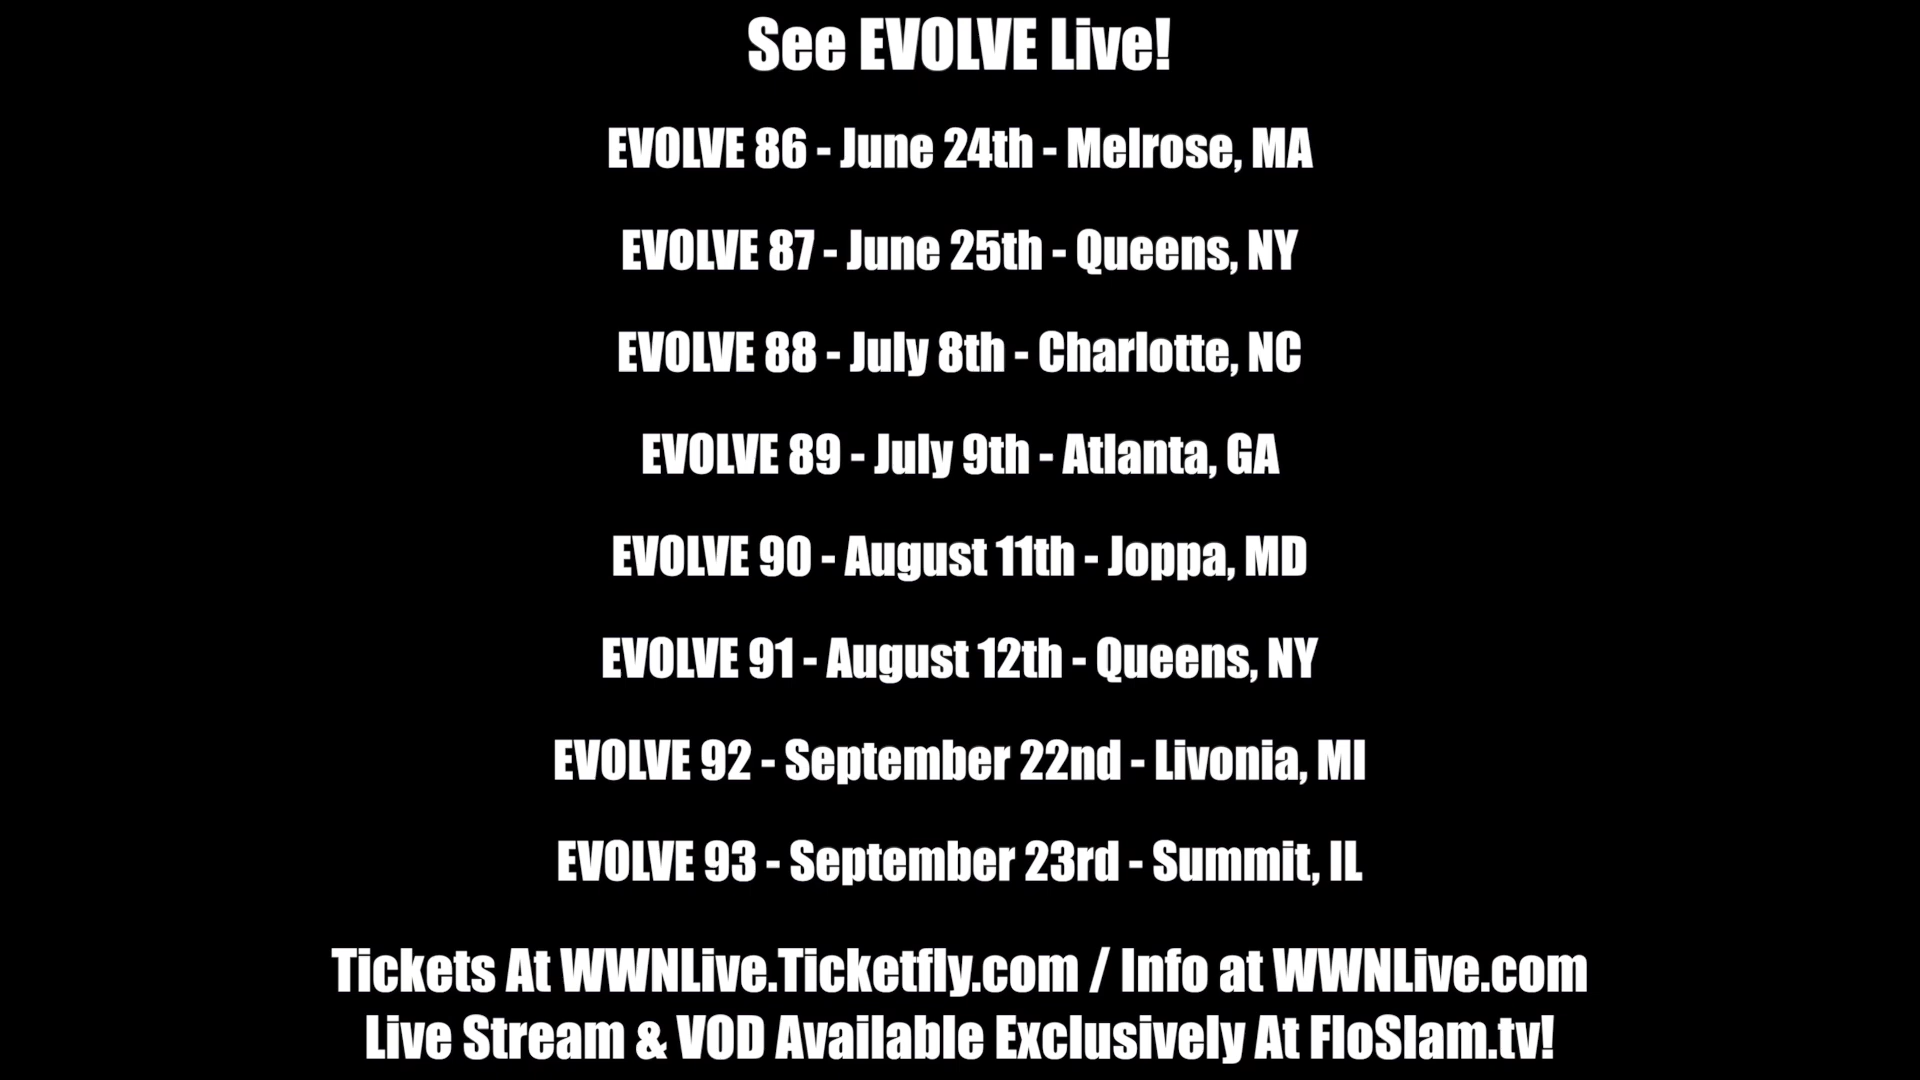 See EVOLVE Live!
EVOLVE 86 - June 24th - Melrose, MA
EVOLVE 87 - June 25th - Queens, NY
EVOLVE 88 - July 8th - Charlotte, NC
EVOLVE 89 - July 9th - Atlanta, GA
EVOLVE 90 - August 11th - Joppa, MD
EVOLVE 91 - August 12th - Queens, NY
EVOLVE 92 - September 22nd - Livonia, MI
EVOLVE 93 - September 23rd - Summit, IL
Tickets At WWNLive.Ticketfly.com / Info at WWNLive.com
Live Stream & VOD Available Exclusively At FloSlam.tv!